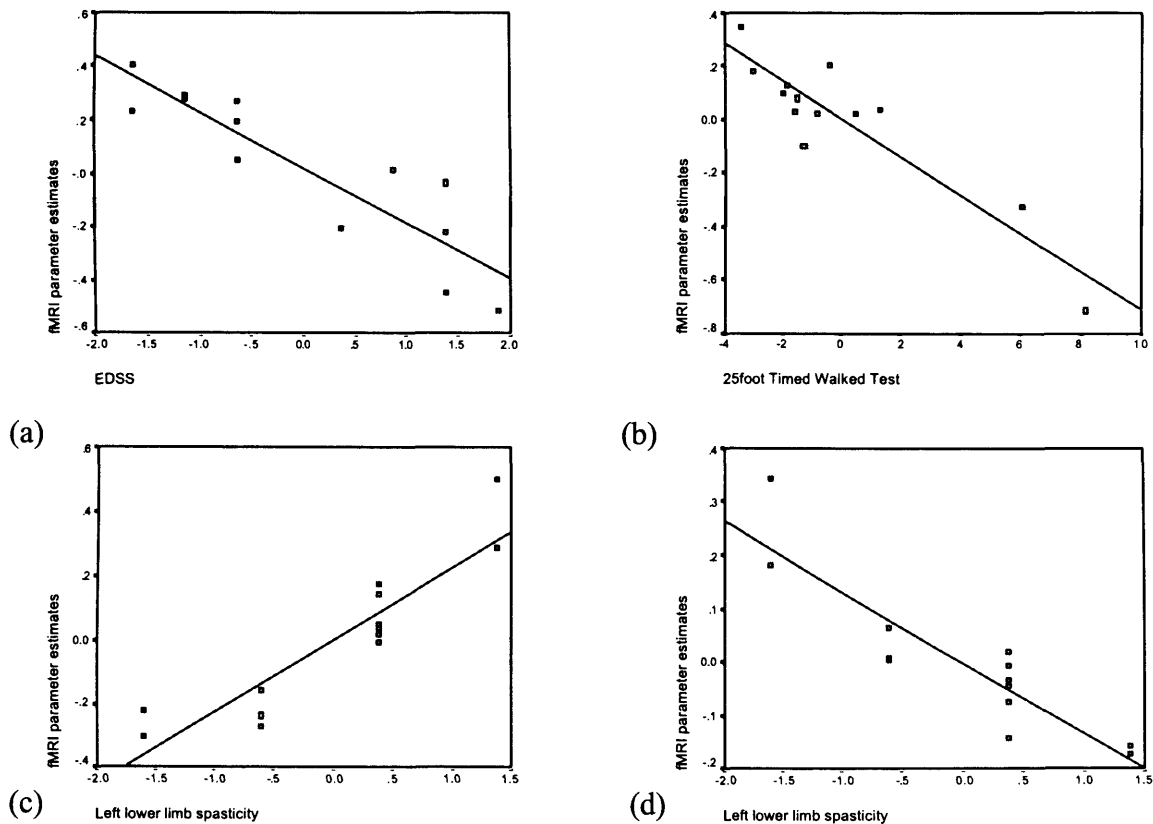 .6
.4
.2
-.0
-.2
-.4
-.6
fMRI parameter estimates
-2.0 -1.5 -1.0 -.5 0.0 .5 1.0 1.5 2.0
EDSS
(a)
.4
.2
0.0
-.2
-.4
-.6
-.8
fMRI parameter estimates
-4 -2 0 2 4 6 8 10
25foot Timed Walked Test
(b)
.6
.4
.2
0.0
-.2
-.4
fMRI parameter estimates
-2.0 -1.5 -1.0 -.5 0.0 .5 1.0 1.5
Left lower limb spasticity
(c)
.4
.3
.2
.1
0.0
-.1
-.2
fMRI parameter estimates
-2.0 -1.5 -1.0 -.5 0.0 .5 1.0 1.5
Left lower limb spasticity
(d)